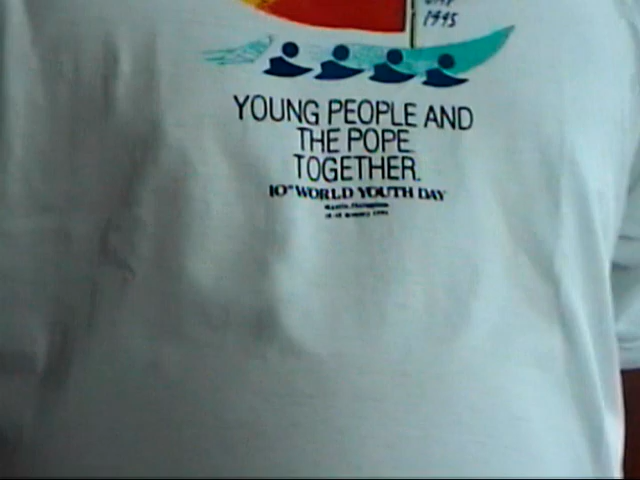 1995
YOUNG PEOPLE AND
THE POPE
TOGETHER.
10TH WORLD YOUTH DAY